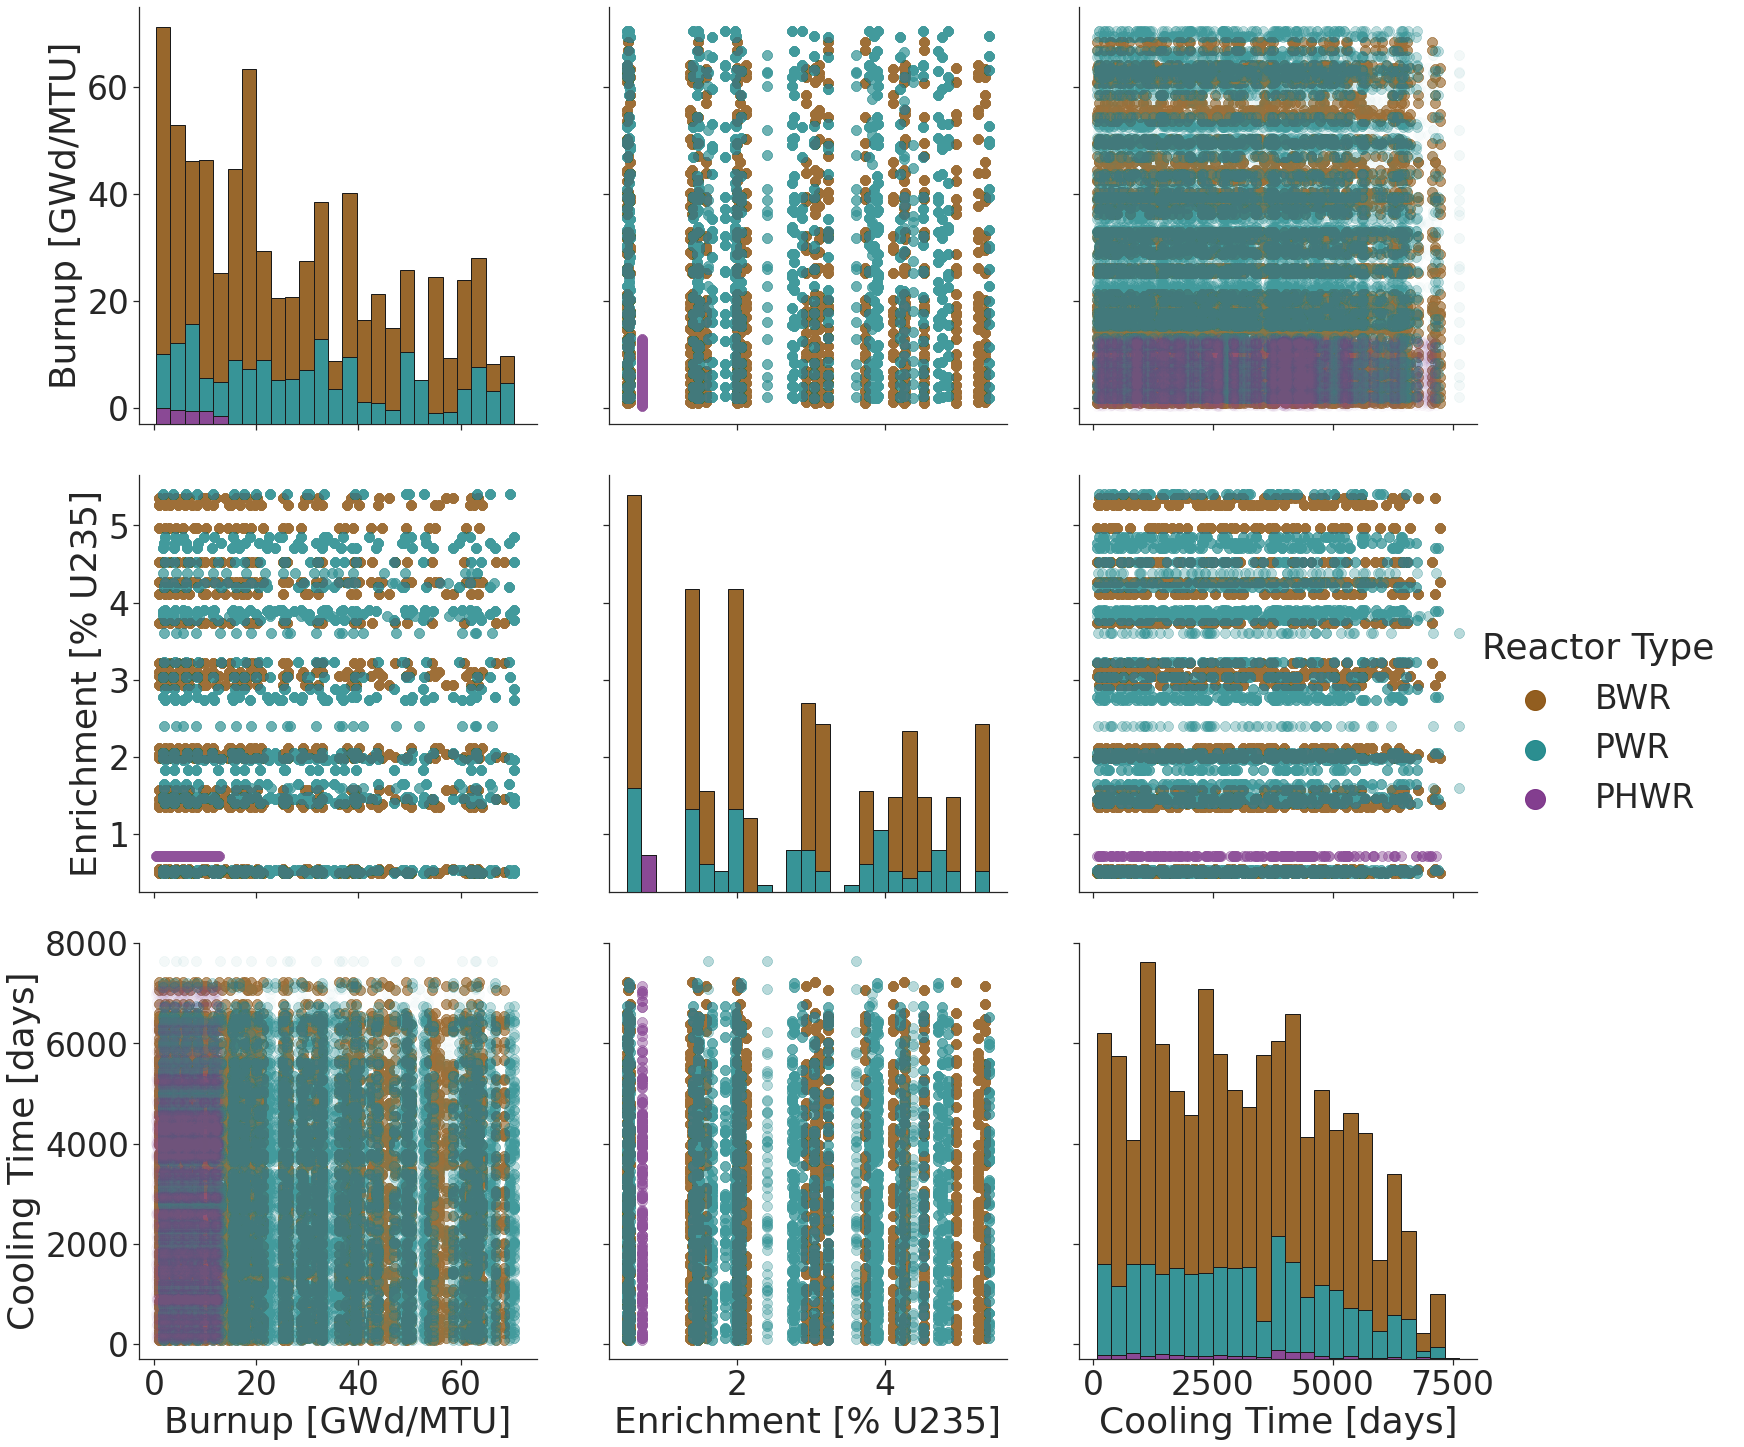 Burnup [GWd/MTU]
60
40
20
0
Enrichment [% U235]
5
4
3
2
1
Reactor Type
BWR
PWR
PHWR
Cooling Time [days]
8000
6000
4000
2000
0
0 20 40 60
2 4
0 2500 5000 7500
Burnup [GWd/MTU]
Enrichment [% U235]
Cooling Time [days]